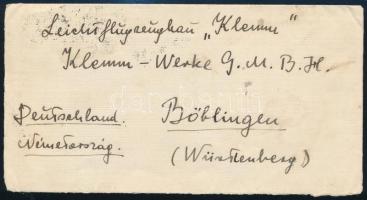 Leichtflugzeugbau „Klemm"
Klemm - Werke G. M. B. H.
Deutschland. Böblingen
Németország. (Württenberg)